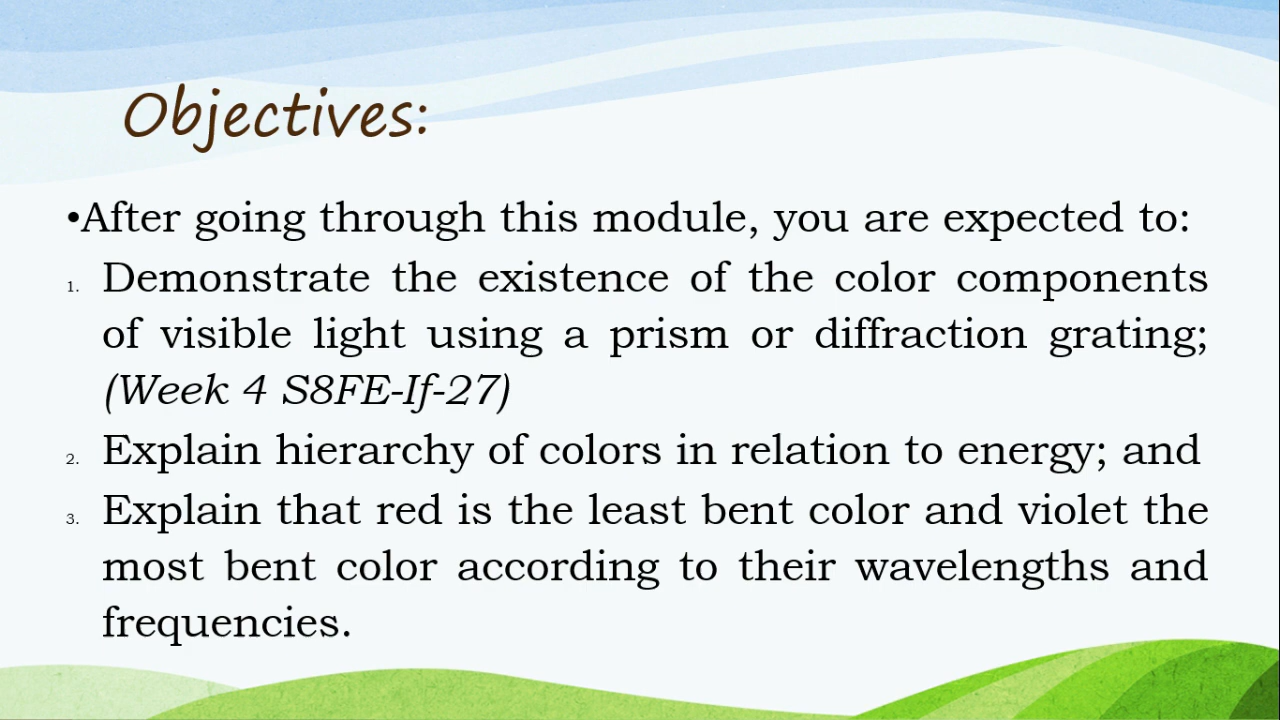 Objectives:
•After going through this module, you are expected to:
1. Demonstrate the existence of the color components
of visible light using a prism or diffraction grating;
(Week 4 S8FE-If-27)
2. Explain hierarchy of colors in relation to energy; and
3. Explain that red is the least bent color and violet the
most bent color according to their wavelengths and
frequencies.